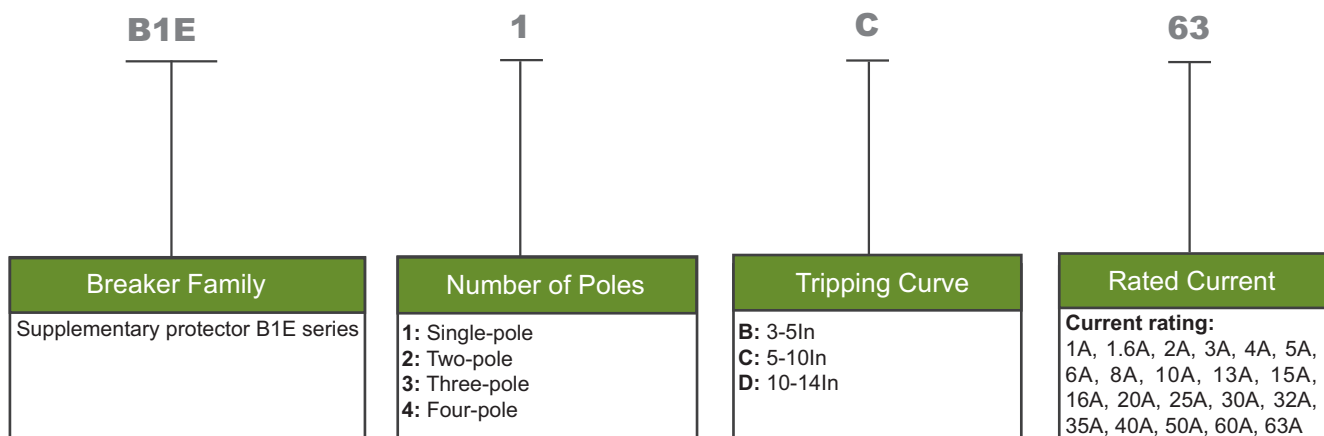 B1E
1
C
63
Breaker Family
Supplementary protector B1E series
Number of Poles
1: Single-pole
2: Two-pole
3: Three-pole
4: Four-pole
Tripping Curve
B: 3-5In
C: 5-10In
D: 10-14In
Rated Current
Current rating:
1A, 1.6A, 2A, 3A, 4A, 5A,
6A, 8A, 10A, 13A, 15A,
16A, 20A, 25A, 30A, 32A,
35A, 40A, 50A, 60A, 63A